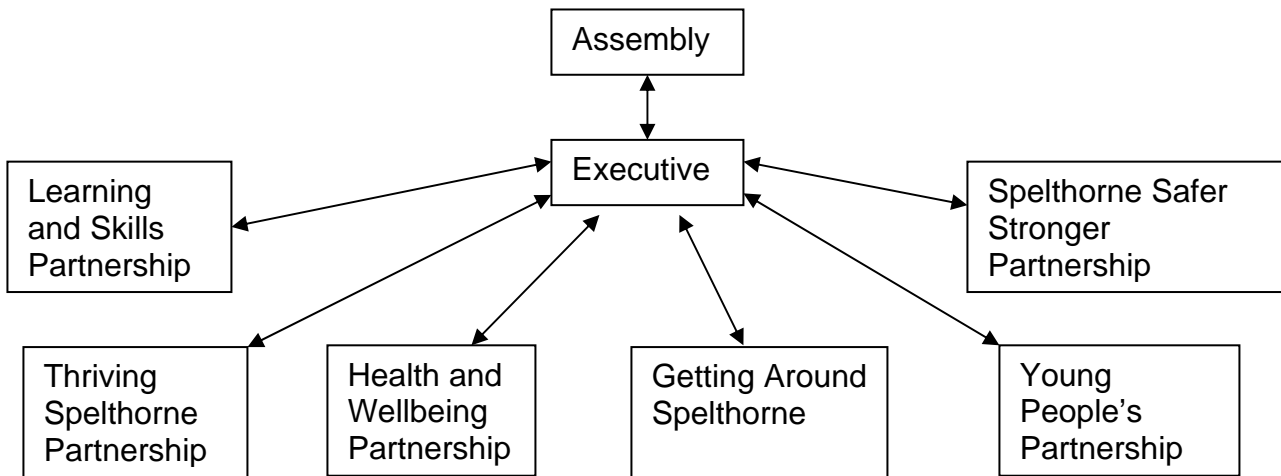 Assembly
Executive
Learning
and Skills
Partnership
Spelthorne Safer
Stronger
Partnership
Thriving
Spelthorne
Partnership
Health and
Wellbeing
Partnership
Getting Around
Spelthorne
Young
People’s
Partnership